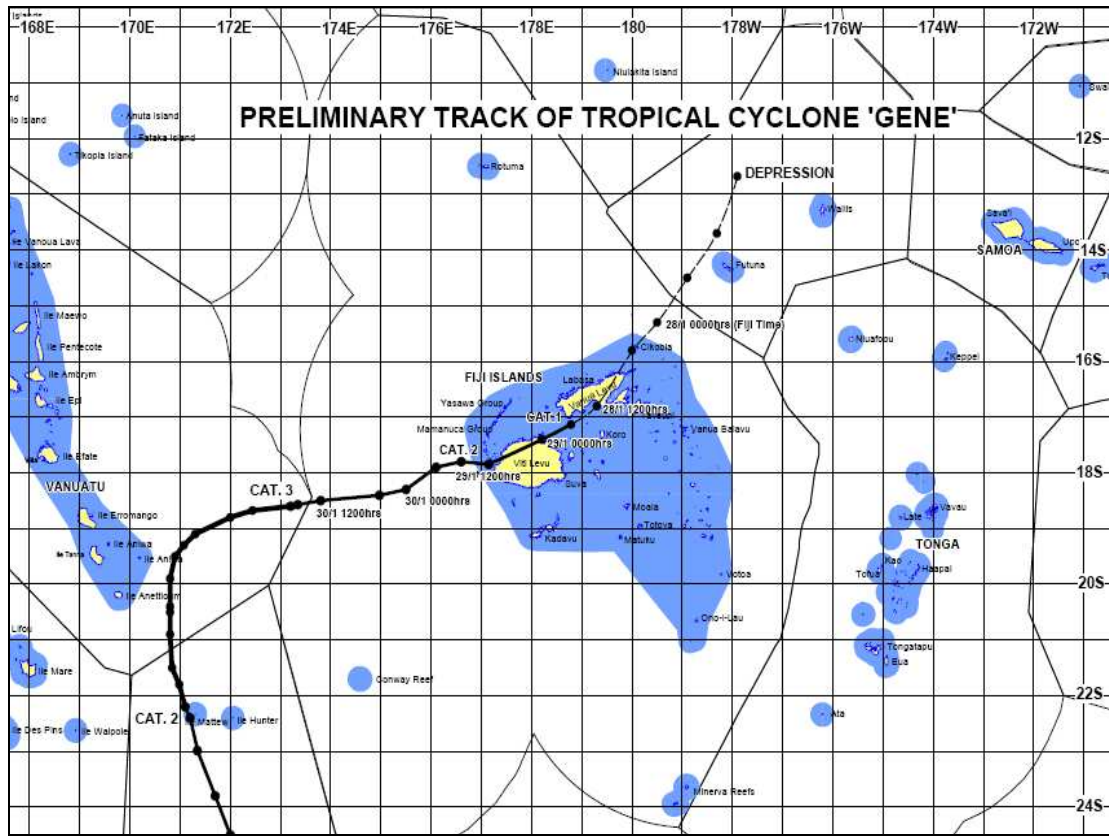 168E 170E 172E 174E 176E 178E 180 178W 176W 174W 172W
Islands
Niulakita Island
Anuta Island
Fataka Island
Tikopia Island
PRELIMINARY TRACK OF TROPICAL CYCLONE 'GENE'
12S
Rotuma
DEPRESSION
Wallis
Savai'i
SAMOA
14S
Futuna
Ile Vanoua Lava
Ile Lakon
Ile Maewo
Ile Pentecote
Ile Ambrym
Ile Epi
Ile Efate
VANUATU
Ile Erromango
Ile Aniwa
Ile Tanna
28/1 0000hrs (Fiji Time)
Niuafoou
Keppel
Cikobia
16S
FIJI ISLANDS
Labasa
Vanua Levu
Yasawa Group
CAT-1
28/1 1200hrs
Mamanuca Group
Koro
Vanua Balavu
29/1 0000hrs
CAT. 2
Viti Levu
29/1 1200hrs
18S
Suva
CAT. 3
30/1 0000hrs
30/1 1200hrs
Moala
Totoya
Kadavu
Matuku
Late
Vavau
TONGA
Kao
Tofua
Haapai
Votoa
20S
Ile Anettioum
Ono-i-Lau
Lifou
Ile Mare
Conway Reef
Tongatapu
Eua
22S
CAT. 2
Mattew
Ile Hunter
Ile Des Pins
Ile Walpole
Ata
Minerva Reefs
24S